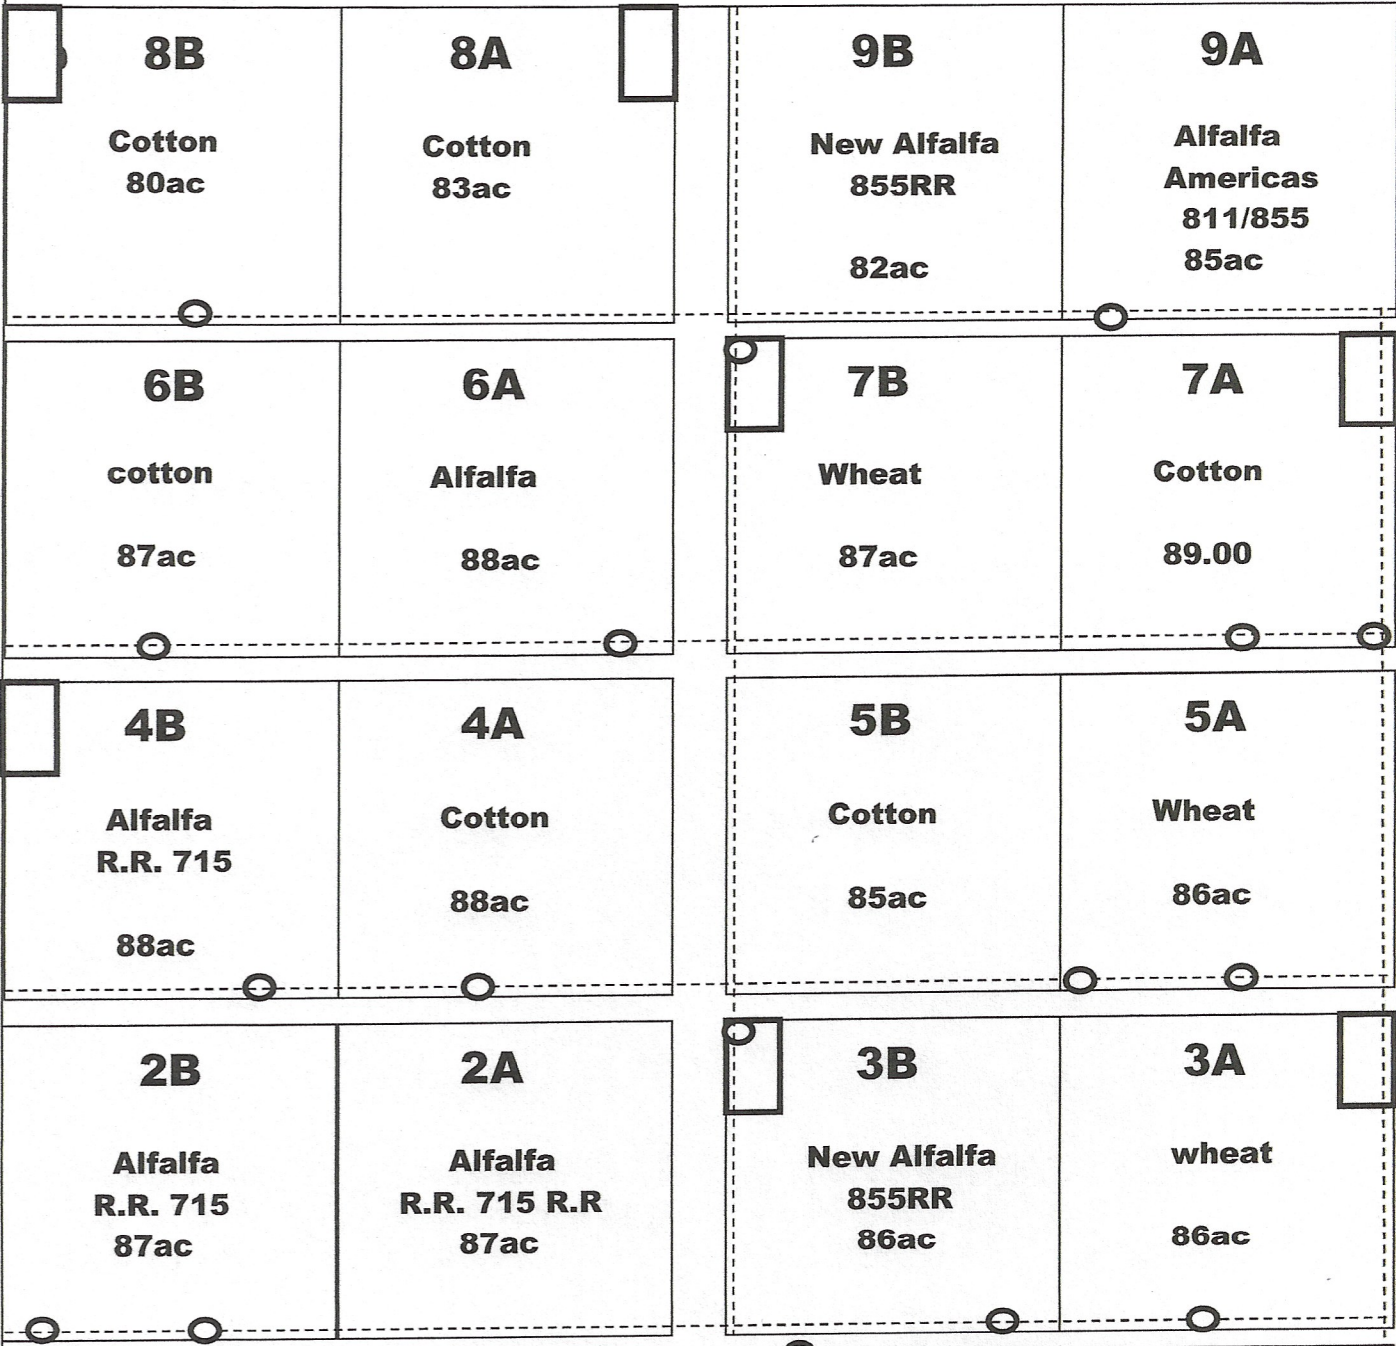 8B
Cotton
80ac
8A
Cotton
83ac
9B
New Alfalfa
855RR
82ac
9A
Alfalfa
Americas
811/855
85ac
6B
cotton
87ac
6A
Alfalfa
88ac
7B
Wheat
87ac
7A
Cotton
89.00
4B
Alfalfa
R.R. 715
88ac
4A
Cotton
88ac
5B
Cotton
85ac
5A
Wheat
86ac
2B
Alfalfa
R.R. 715
87ac
2A
Alfalfa
R.R. 715 R.R
87ac
3B
New Alfalfa
855RR
86ac
3A
wheat
86ac